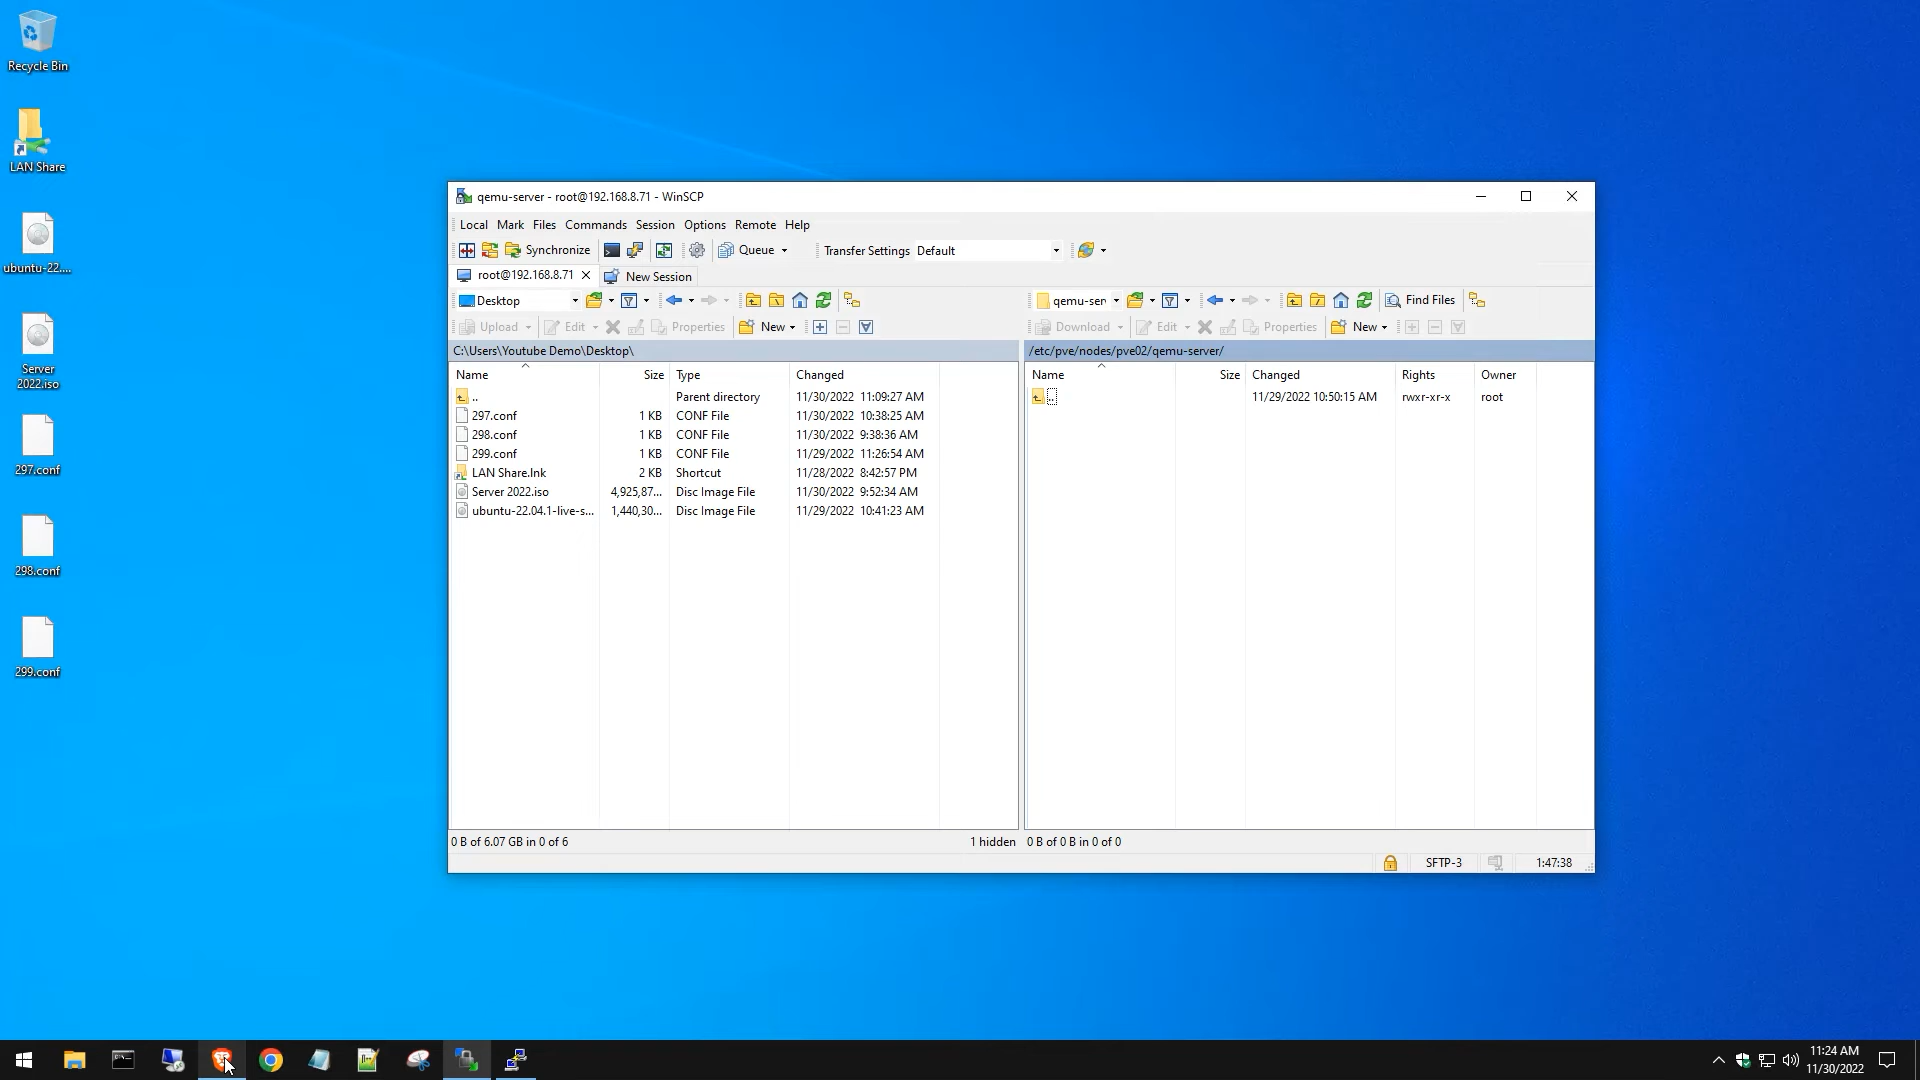 Recycle Bin
LAN Share
ubuntu-22....
Server
2022.iso
297.conf
298.conf
299.conf
qemu-server - root@192.168.8.71 - WinSCP
Local Mark Files Commands Session Options Remote Help
Synchronize Queue Transfer Settings Default
root@192.168.8.71 New Session
Desktop
Upload Edit Properties New
C:\Users\Youtube Demo\Desktop\
Name Size Type Changed
.. Parent directory 11/30/2022 11:09:27 AM
297.conf 1 KB CONF File 11/30/2022 10:38:25 AM
298.conf 1 KB CONF File 11/30/2022 9:38:36 AM
299.conf 1 KB CONF File 11/29/2022 11:26:54 AM
LAN Share.lnk 2 KB Shortcut 11/28/2022 8:42:57 PM
Server 2022.iso 4,925,87... Disc Image File 11/30/2022 9:52:34 AM
ubuntu-22.04.1-live-s... 1,440,30... Disc Image File 11/29/2022 10:41:23 AM
0 B of 6.07 GB in 0 of 6 1 hidden
qemu-ser Find Files
Download Edit Properties New
/etc/pve/nodes/pve02/qemu-server/
Name Size Changed Rights Owner
.. 11/29/2022 10:50:15 AM rwxr-xr-x root
0 B of 0 B in 0 of 0
SFTP-3 1:47:38
11:24 AM
11/30/2022